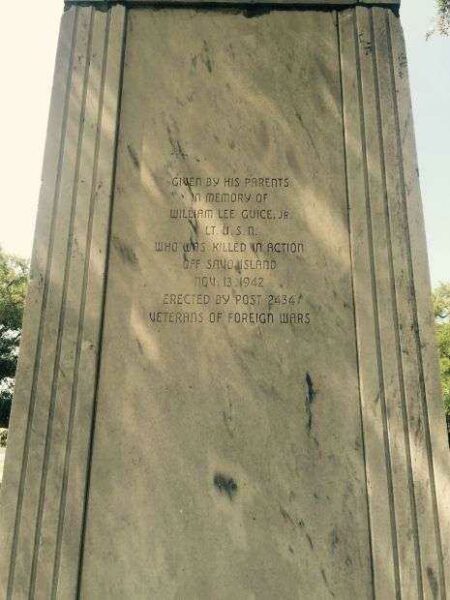 GIVEN BY HIS PARENTS
IN MEMORY OF
WILLIAM LEE GUICE, JR.
LT. U.S.N.
WHO WAS KILLED IN ACTION
OFF SAVO ISLAND
NOV. 13, 1942
ERECTED BY POST 2434
VETERANS OF FOREIGN WARS